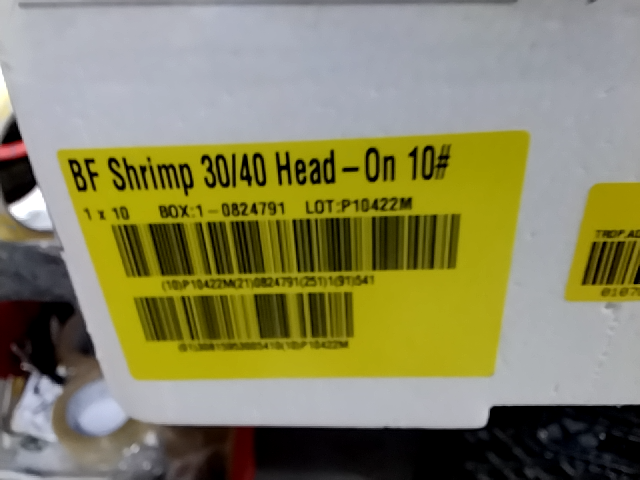 BF Shrimp 30/40 Head-On 10#
1 x 10 BOX:1-0824791 LOT:P10422M
(10)P10422M(21)0824791(251)1(91)541